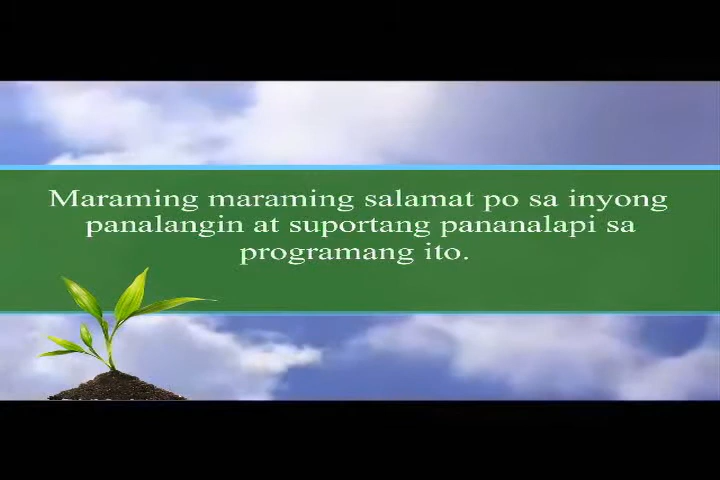 Maraming maraming salamat po sa inyong
panalangin at suportang pananalapi sa
programang ito.